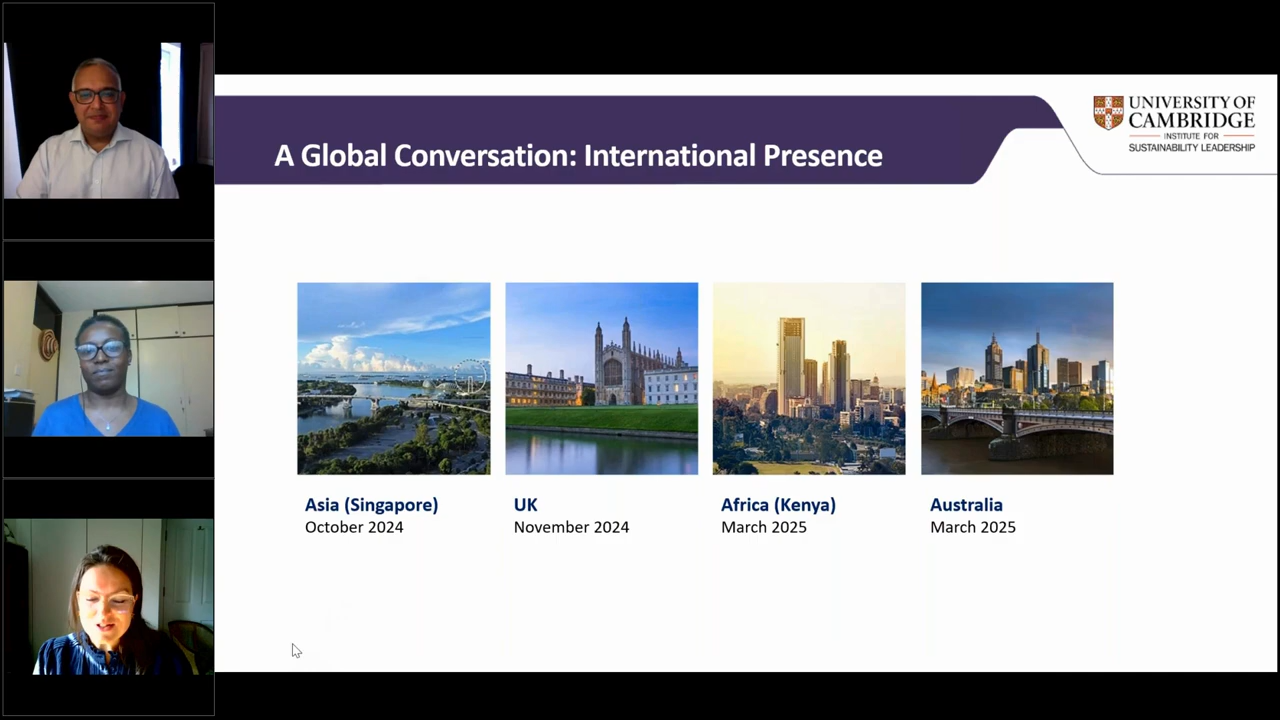 A Global Conversation: International Presence
UNIVERSITY OF
CAMBRIDGE
INSTITUTE FOR
SUSTAINABILITY LEADERSHIP
Asia (Singapore)
October 2024
UK
November 2024
Africa (Kenya)
March 2025
Australia
March 2025